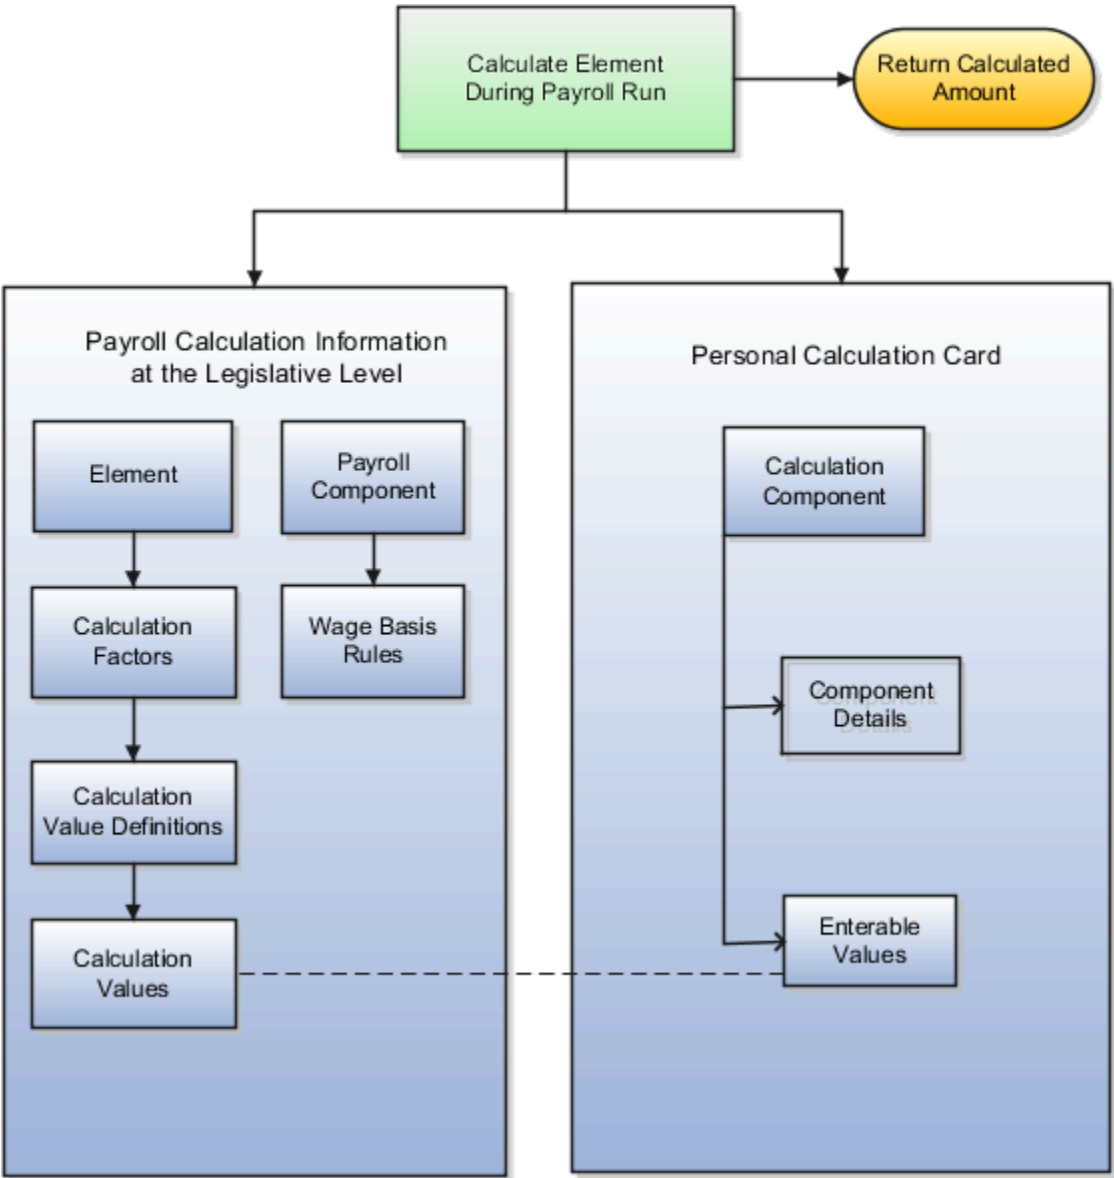 Calculate Element
During Payroll Run
Return Calculated
Amount
Payroll Calculation Information
at the Legislative Level
Element
Payroll
Component
Calculation
Factors
Wage Basis
Rules
Calculation
Value Definitions
Calculation
Values
Personal Calculation Card
Calculation
Component
Component
Details
Enterable
Values